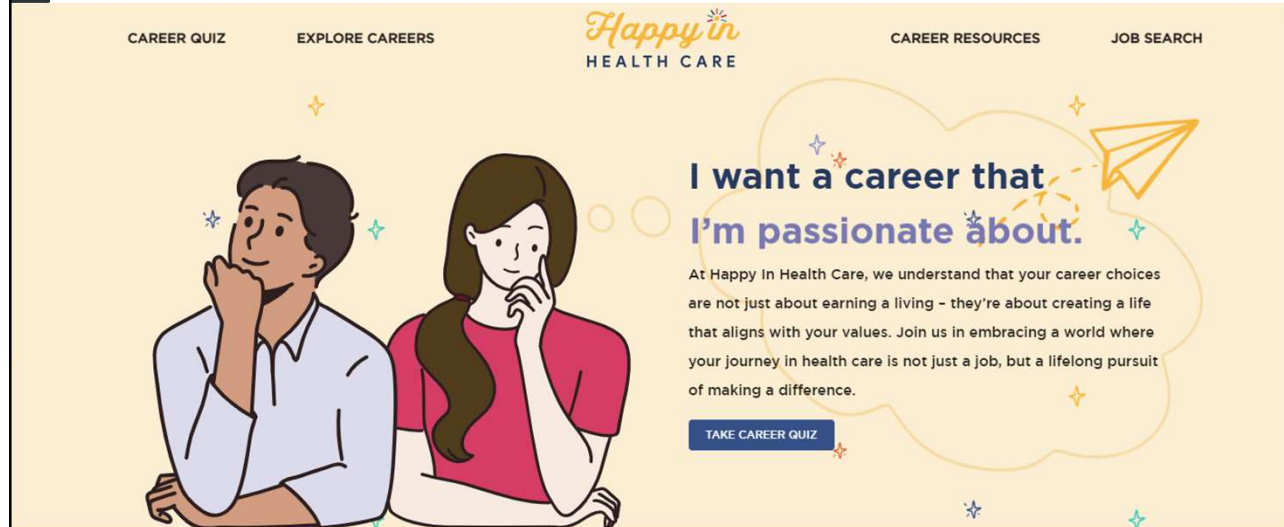 CAREER QUIZ
EXPLORE CAREERS
Happy in
HEALTH CARE
CAREER RESOURCES
JOB SEARCH
I want a career that
I'm passionate about.
At Happy In Health Care, we understand that your career choices
are not just about earning a living – they're about creating a life
that aligns with your values. Join us in embracing a world where
your journey in health care is not just a job, but a lifelong pursuit
of making a difference.
TAKE CAREER QUIZ